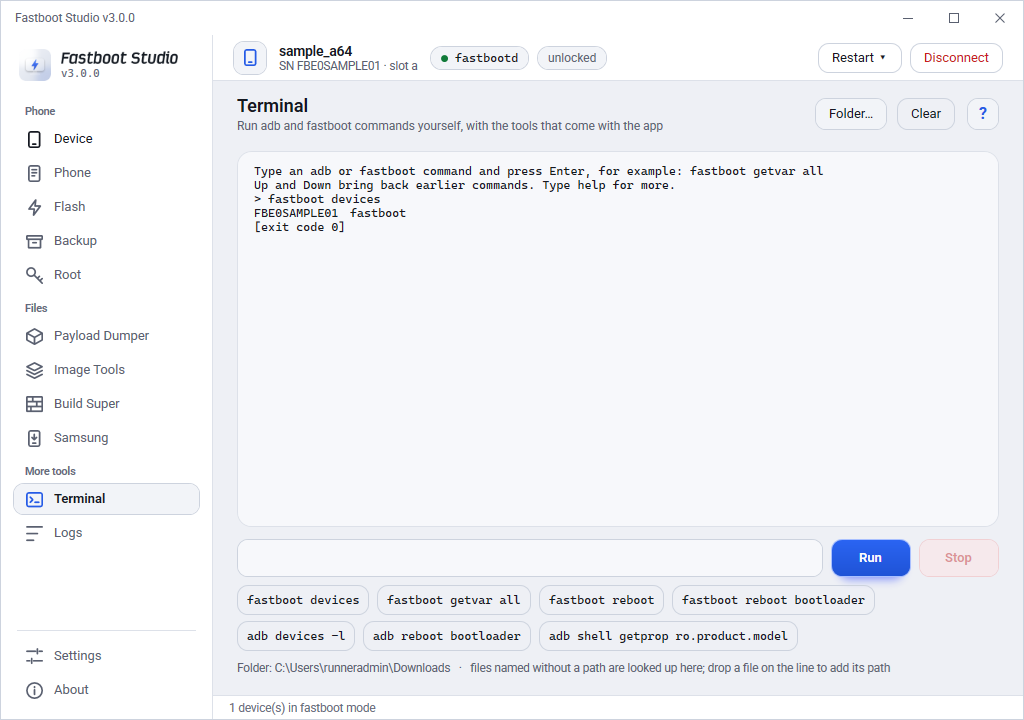 Fastboot Studio v3.0.0
Fastboot Studio
v3.0.0
Phone
Device
Phone
Flash
Backup
Root
Files
Payload Dumper
Image Tools
Build Super
Samsung
More tools
Terminal
Logs
Settings
About
sample_a64
SN FBE0SAMPLE01 · slot a
fastbootd
unlocked
Restart ▾
Disconnect
Terminal
Run adb and fastboot commands yourself, with the tools that come with the app
Folder…
Clear
?
Type an adb or fastboot command and press Enter, for example: fastboot getvar all
Up and Down bring back earlier commands. Type help for more.
> fastboot devices
FBE0SAMPLE01  fastboot
[exit code 0]
Run
Stop
fastboot devices
fastboot getvar all
fastboot reboot
fastboot reboot bootloader
adb devices -l
adb reboot bootloader
adb shell getprop ro.product.model
Folder: C:\Users\runneradmin\Downloads · files named without a path are looked up here; drop a file on the line to add its path
1 device(s) in fastboot mode